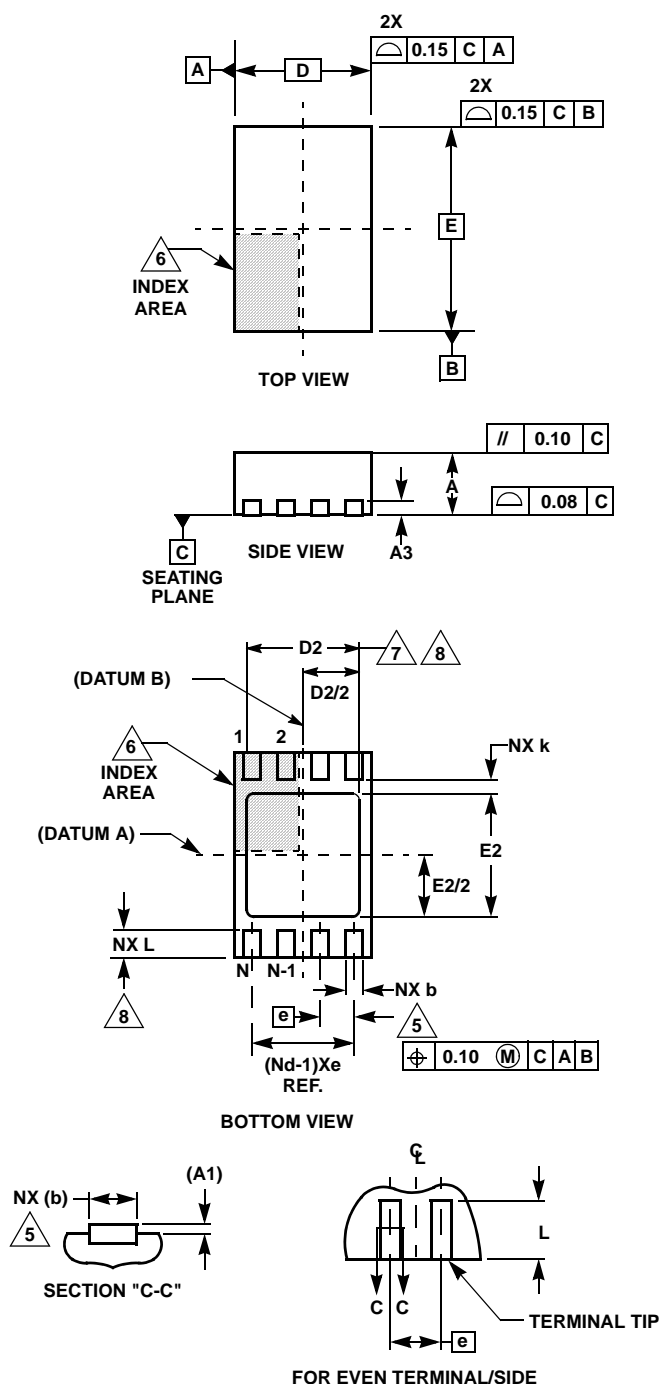 2X
⌓ 0.15 C A
A
D
2X
⌓ 0.15 C B
E
6
INDEX
AREA
B
TOP VIEW
// 0.10 C
A
⌓ 0.08 C
C
SIDE VIEW
A3
SEATING
PLANE
D2
7
8
(DATUM B)
D2/2
1
2
NX k
6
INDEX
AREA
(DATUM A)
E2
E2/2
NX L
N
N-1
NX b
8
e
5
(Nd-1)Xe
REF.
⌖ 0.10 Ⓜ C A B
BOTTOM VIEW
(A1)
NX (b)
5
SECTION "C-C"
CL
L
C C
TERMINAL TIP
e
FOR EVEN TERMINAL/SIDE